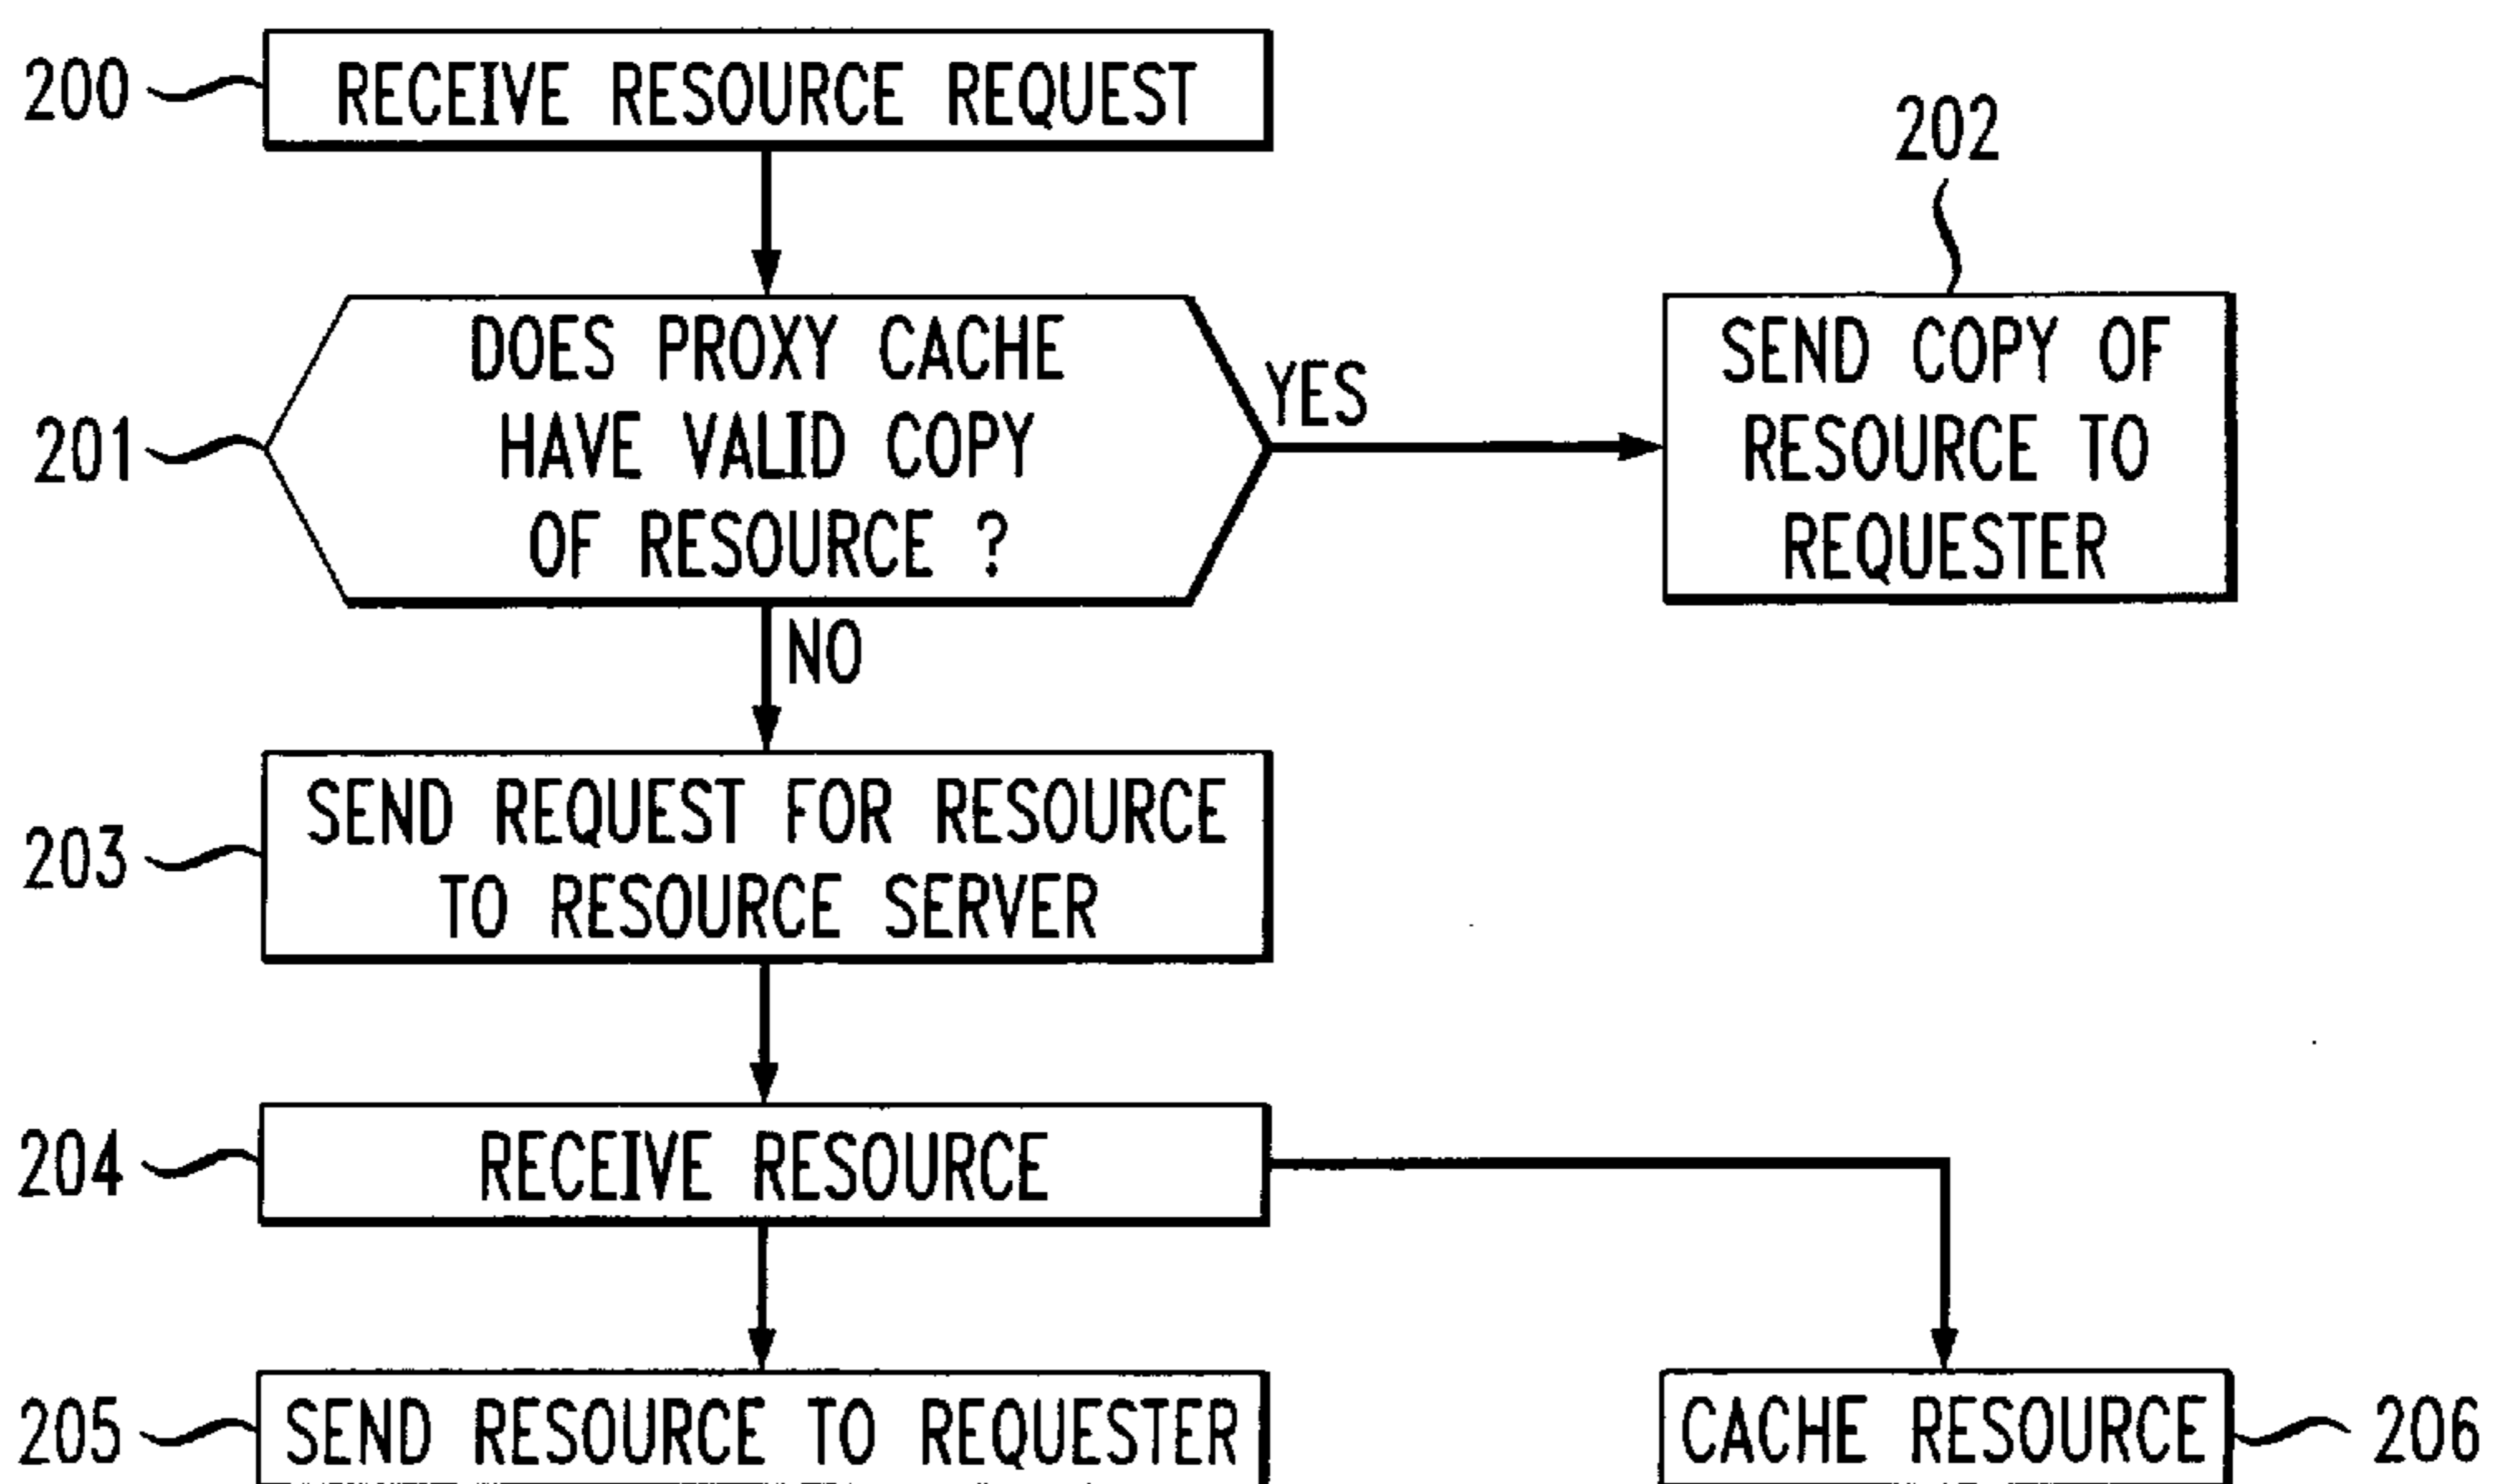 200
RECEIVE RESOURCE REQUEST
202
201
DOES PROXY CACHE
HAVE VALID COPY
OF RESOURCE ?
YES
SEND COPY OF
RESOURCE TO
REQUESTER
NO
203
SEND REQUEST FOR RESOURCE
TO RESOURCE SERVER
204
RECEIVE RESOURCE
205
SEND RESOURCE TO REQUESTER
CACHE RESOURCE
206